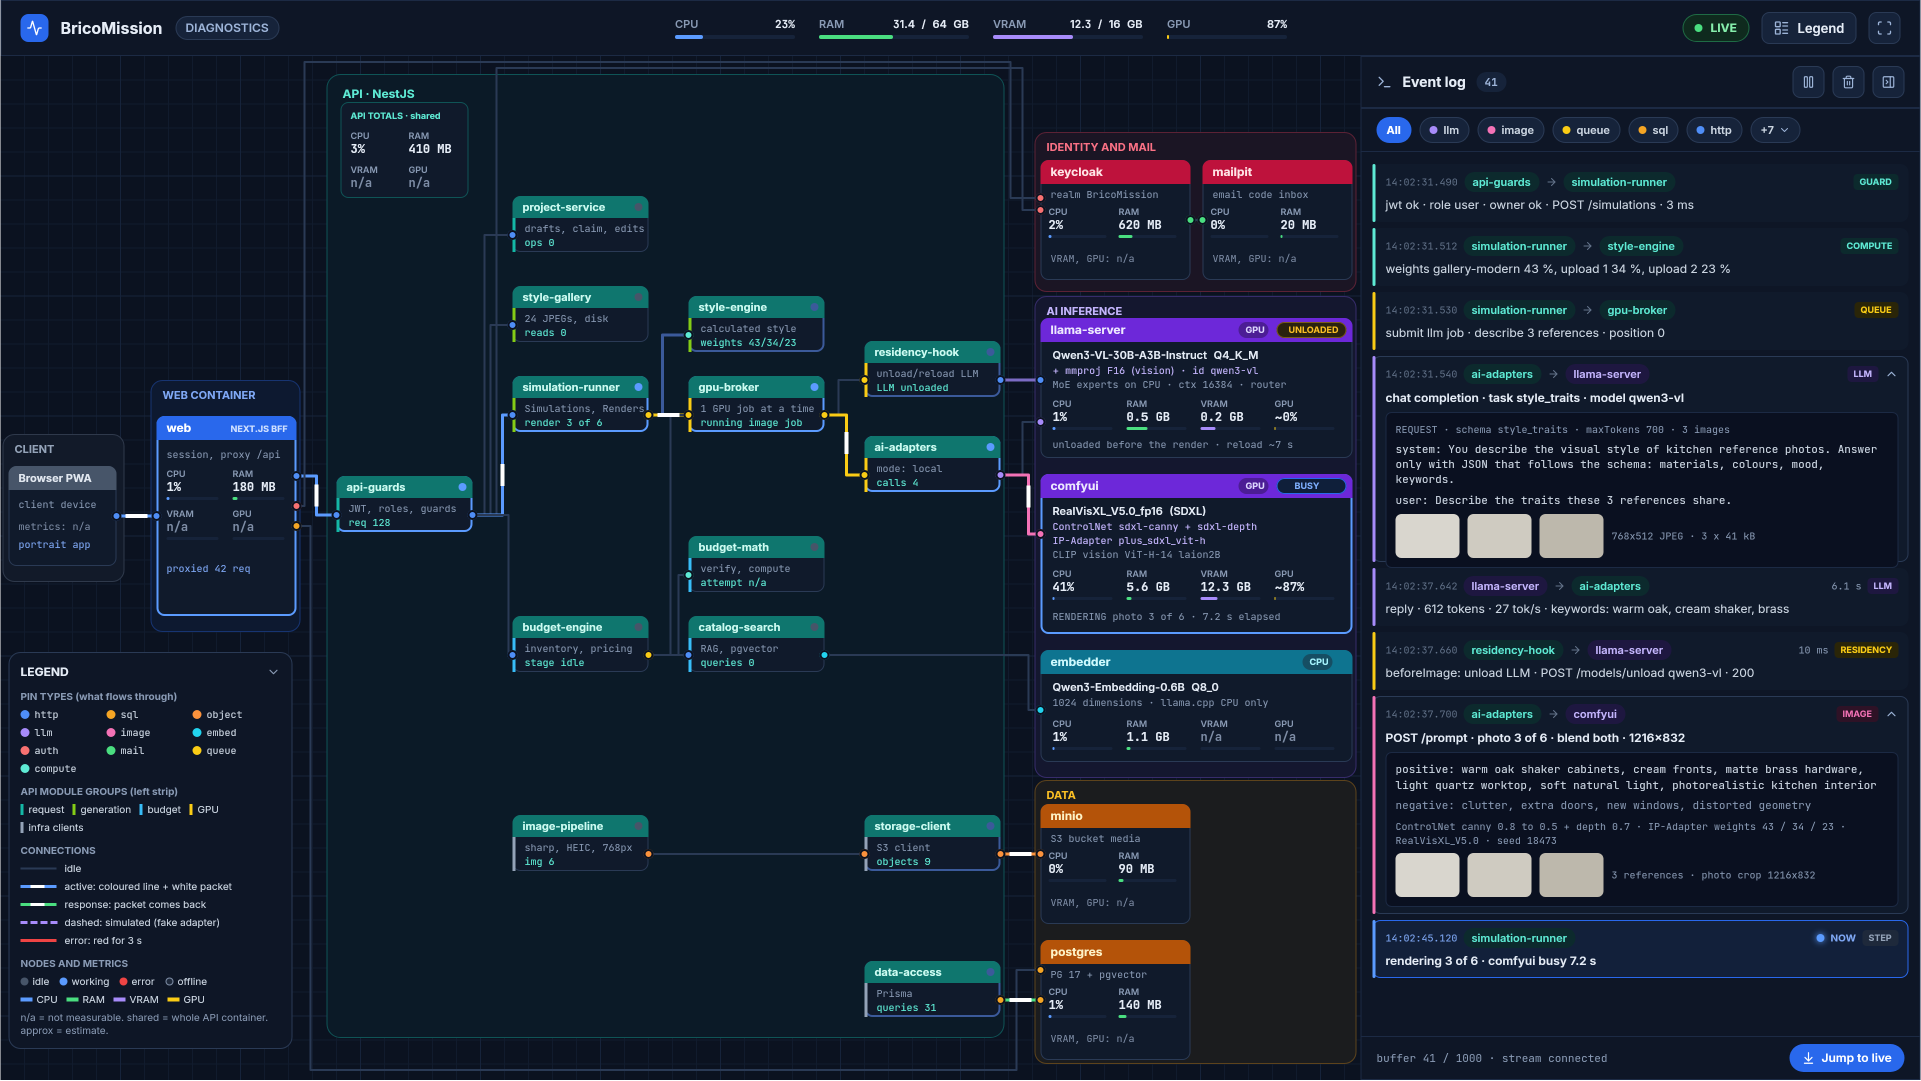 BricoMission
DIAGNOSTICS
CPU 23%
RAM 31.4 / 64 GB
VRAM 12.3 / 16 GB
GPU 87%
LIVE
Legend
CLIENT
Browser PWA
client device
metrics: n/a
portrait app
WEB CONTAINER
web NEXT.JS BFF
session, proxy /api
CPU RAM
1% 180 MB
VRAM GPU
n/a n/a
proxied 42 req
API · NestJS
API TOTALS · shared
CPU RAM
3% 410 MB
VRAM GPU
n/a n/a
api-guards
JWT, roles, guards
req 128
project-service
drafts, claim, edits
ops 0
style-gallery
24 JPEGs, disk
reads 0
simulation-runner
Simulations, Renders
render 3 of 6
budget-engine
inventory, pricing
stage idle
image-pipeline
sharp, HEIC, 768px
img 6
style-engine
calculated style
weights 43/34/23
gpu-broker
1 GPU job at a time
running image job
budget-math
verify, compute
attempt n/a
catalog-search
RAG, pgvector
queries 0
residency-hook
unload/reload LLM
LLM unloaded
ai-adapters
mode: local
calls 4
storage-client
S3 client
objects 9
data-access
Prisma
queries 31
IDENTITY AND MAIL
keycloak
realm BricoMission
CPU RAM
2% 620 MB
VRAM, GPU: n/a
mailpit
email code inbox
CPU RAM
0% 20 MB
VRAM, GPU: n/a
AI INFERENCE
llama-server GPU UNLOADED
Qwen3-VL-30B-A3B-Instruct Q4_K_M
+ mmproj F16 (vision) · id qwen3-vl
MoE experts on CPU · ctx 16384 · router
CPU RAM VRAM GPU
1% 0.5 GB 0.2 GB ~0%
unloaded before the render · reload ~7 s
comfyui GPU BUSY
RealVisXL_V5.0_fp16 (SDXL)
ControlNet sdxl-canny + sdxl-depth
IP-Adapter plus_sdxl_vit-h
CLIP vision ViT-H-14 laion2B
CPU RAM VRAM GPU
41% 5.6 GB 12.3 GB ~87%
RENDERING photo 3 of 6 · 7.2 s elapsed
embedder CPU
Qwen3-Embedding-0.6B Q8_0
1024 dimensions · llama.cpp CPU only
CPU RAM VRAM GPU
1% 1.1 GB n/a n/a
DATA
minio
S3 bucket media
CPU RAM
0% 90 MB
VRAM, GPU: n/a
postgres
PG 17 + pgvector
CPU RAM
1% 140 MB
VRAM, GPU: n/a
LEGEND
PIN TYPES (what flows through)
http sql object
llm image embed
auth mail queue
compute
API MODULE GROUPS (left strip)
request generation budget GPU
infra clients
CONNECTIONS
idle
active: coloured line + white packet
response: packet comes back
dashed: simulated (fake adapter)
error: red for 3 s
NODES AND METRICS
idle working error offline
CPU RAM VRAM GPU
n/a = not measurable. shared = whole API container.
approx = estimate.
Event log 41
All llm image queue sql http +7
14:02:31.490 api-guards → simulation-runner GUARD
jwt ok · role user · owner ok · POST /simulations · 3 ms
14:02:31.512 simulation-runner → style-engine COMPUTE
weights gallery-modern 43 %, upload 1 34 %, upload 2 23 %
14:02:31.530 simulation-runner → gpu-broker QUEUE
submit llm job · describe 3 references · position 0
14:02:31.540 ai-adapters → llama-server LLM
chat completion · task style_traits · model qwen3-vl
REQUEST · schema style_traits · maxTokens 700 · 3 images
system: You describe the visual style of kitchen reference photos. Answer
only with JSON that follows the schema: materials, colours, mood,
keywords.
user: Describe the traits these 3 references share.
768x512 JPEG · 3 x 41 kB
14:02:37.642 llama-server → ai-adapters 6.1 s LLM
reply · 612 tokens · 27 tok/s · keywords: warm oak, cream shaker, brass
14:02:37.660 residency-hook → llama-server 10 ms RESIDENCY
beforeImage: unload LLM · POST /models/unload qwen3-vl · 200
14:02:37.700 ai-adapters → comfyui IMAGE
POST /prompt · photo 3 of 6 · blend both · 1216×832
positive: warm oak shaker cabinets, cream fronts, matte brass hardware,
light quartz worktop, soft natural light, photorealistic kitchen interior
negative: clutter, extra doors, new windows, distorted geometry
ControlNet canny 0.8 to 0.5 + depth 0.7 · IP-Adapter weights 43 / 34 / 23 ·
RealVisXL_V5.0 · seed 18473
3 references · photo crop 1216x832
14:02:45.120 simulation-runner NOW STEP
rendering 3 of 6 · comfyui busy 7.2 s
buffer 41 / 1000 · stream connected
Jump to live